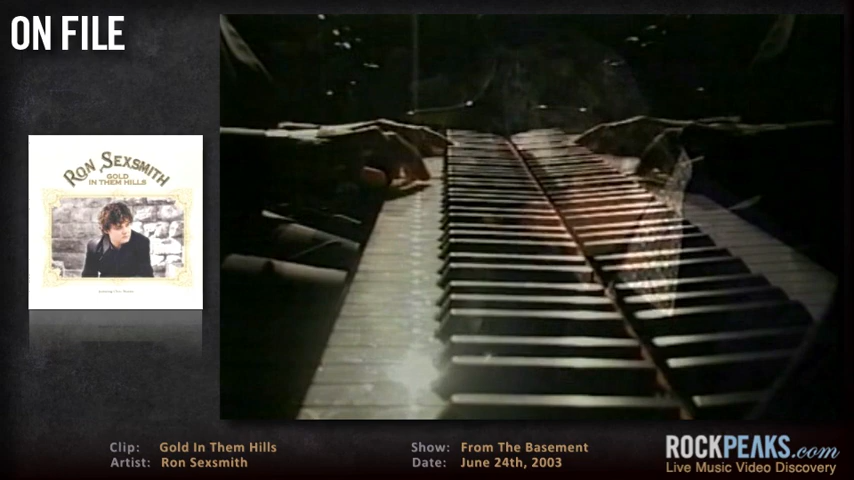 ON FILE
RON SEXSMITH
GOLD
IN THEM HILLS
Clip: Gold In Them Hills
Artist: Ron Sexsmith
Show: From The Basement
Date: June 24th, 2003
ROCKPEAKS.com
Live Music Video Discovery